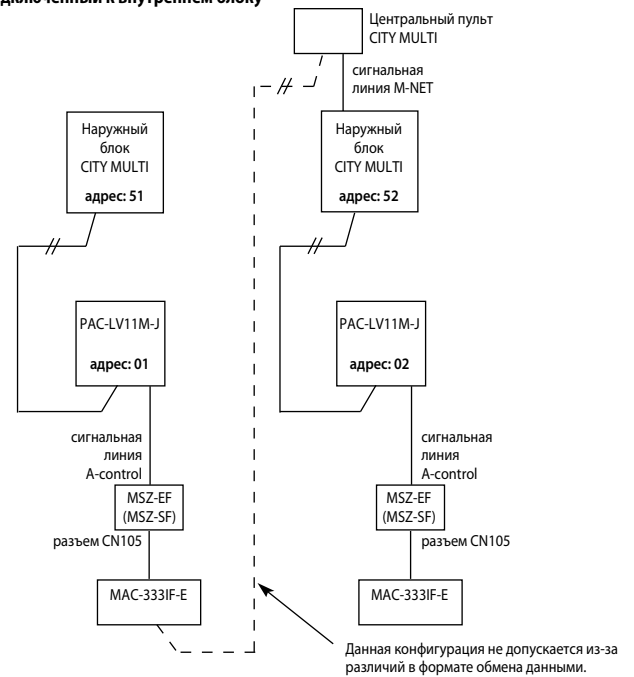 дключенный к внутреннем блоку
Центральный пульт
CITY MULTI
сигнальная
линия M-NET
Наружный
блок
CITY MULTI
адрес: 51
Наружный
блок
CITY MULTI
адрес: 52
PAC-LV11M-J
адрес: 01
PAC-LV11M-J
адрес: 02
сигнальная
линия
A-control
сигнальная
линия
A-control
MSZ-EF
(MSZ-SF)
MSZ-EF
(MSZ-SF)
разъем CN105
разъем CN105
MAC-333IF-E
MAC-333IF-E
Данная конфигурация не допускается из-за
различий в формате обмена данными.